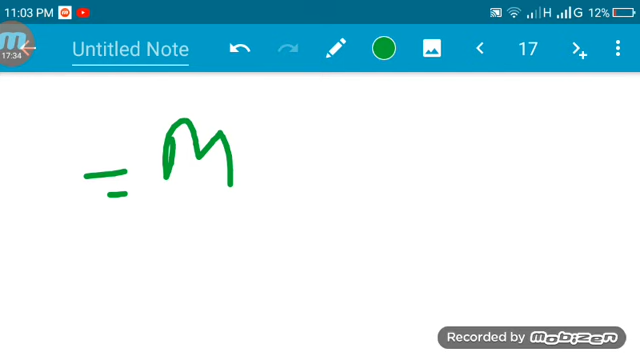 11:03 PM H G 12%
m
17:34
Untitled Note 17
= M
Recorded by mobizen